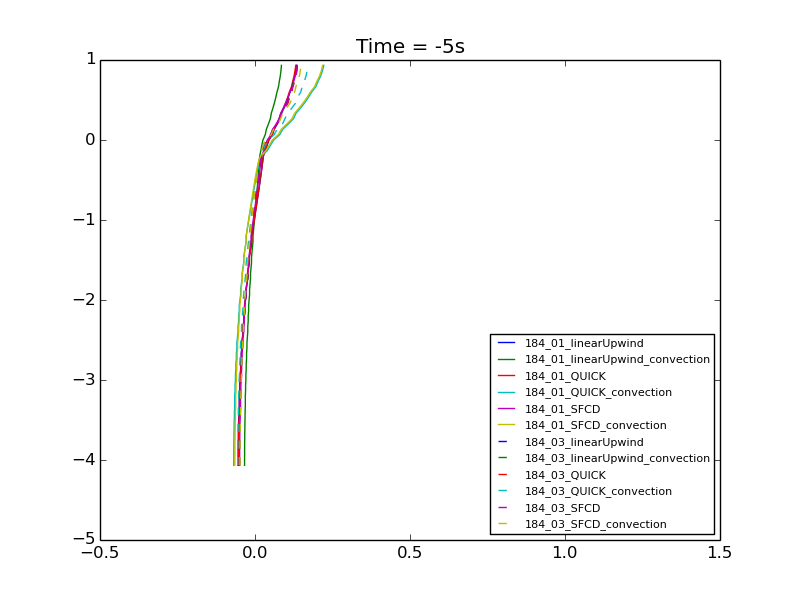 Time = -5s
1
0
−1
−2
−3
−4
−5
−0.5
0.0
0.5
1.0
1.5
184_01_linearUpwind
184_01_linearUpwind_convection
184_01_QUICK
184_01_QUICK_convection
184_01_SFCD
184_01_SFCD_convection
184_03_linearUpwind
184_03_linearUpwind_convection
184_03_QUICK
184_03_QUICK_convection
184_03_SFCD
184_03_SFCD_convection